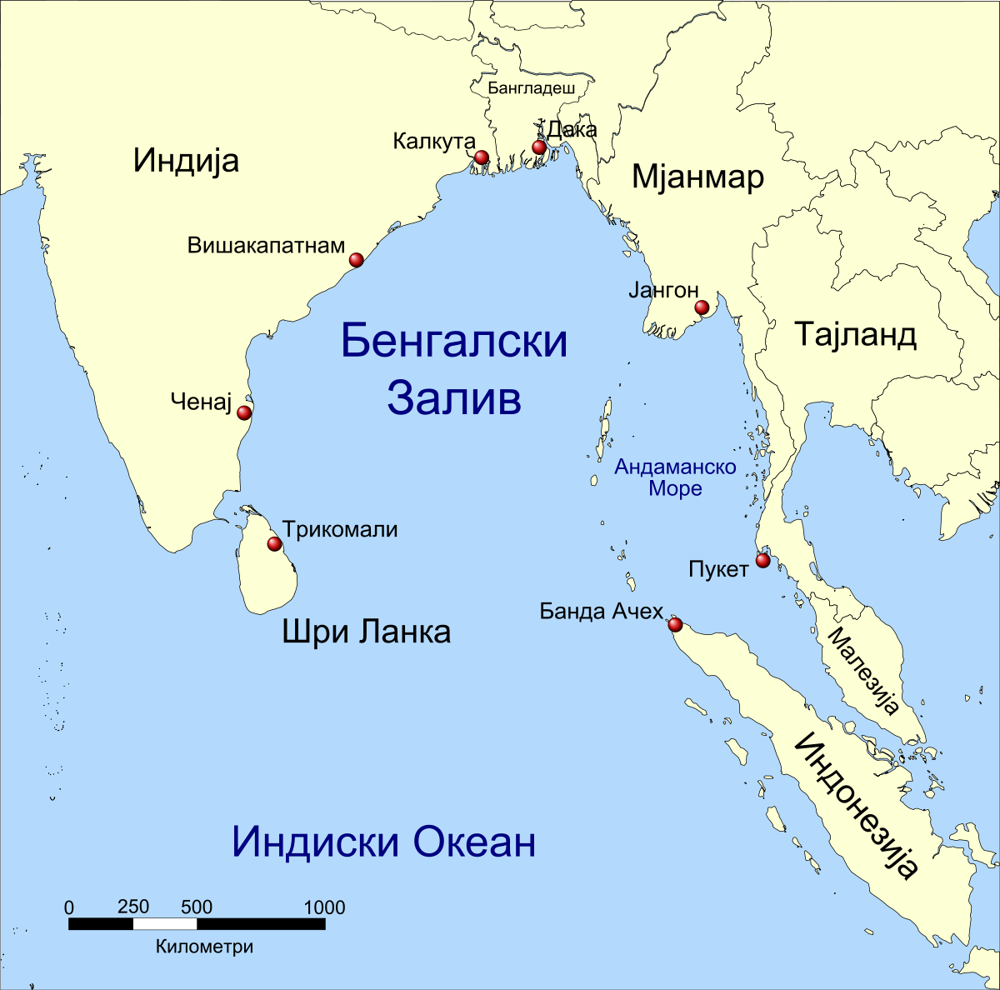 Бангладеш
Дака
Калкута
Индија
Мјанмар
Вишакапатнам
Јангон
Бенгалски
Залив
Тајланд
Ченај
Андаманско
Море
Трикомали
Пукет
Банда Ачех
Шри Ланка
Малезија
Индонезија
Индиски Океан
0 250 500 1000
Километри